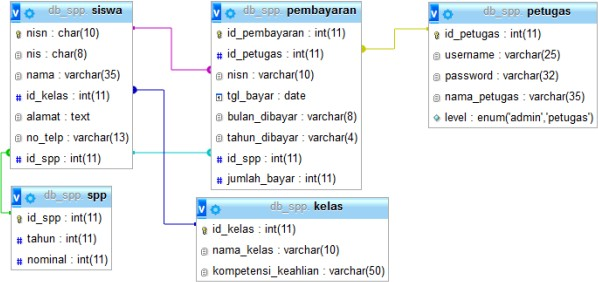 db_spp siswa
nisn : char(10)
nis : char(8)
nama : varchar(35)
id_kelas : int(11)
alamat : text
no_telp : varchar(13)
id_spp : int(11)
db_spp pembayaran
id_pembayaran : int(11)
id_petugas : int(11)
nisn : varchar(10)
tgl_bayar : date
bulan_dibayar : varchar(8)
tahun_dibayar : varchar(4)
id_spp : int(11)
jumlah_bayar : int(11)
db_spp petugas
id_petugas : int(11)
username : varchar(25)
password : varchar(32)
nama_petugas : varchar(35)
level : enum('admin','petugas')
db_spp spp
id_spp : int(11)
tahun : int(11)
nominal : int(11)
db_spp kelas
id_kelas : int(11)
nama_kelas : varchar(10)
kompetensi_keahlian : varchar(50)